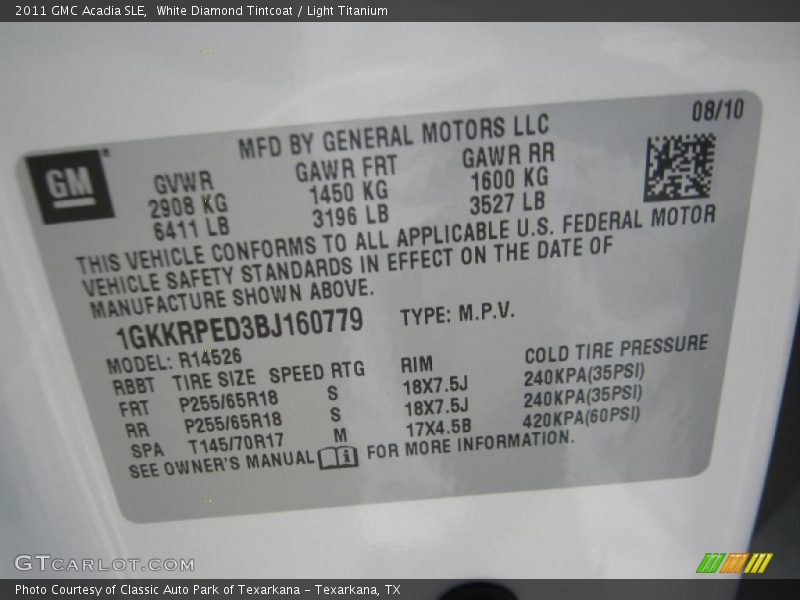 2011 GMC Acadia SLE, White Diamond Tintcoat / Light Titanium
08/10
MFD BY GENERAL MOTORS LLC
GM
GVWR GAWR FRT GAWR RR
2908 KG 1450 KG 1600 KG
6411 LB 3196 LB 3527 LB
THIS VEHICLE CONFORMS TO ALL APPLICABLE U.S. FEDERAL MOTOR
VEHICLE SAFETY STANDARDS IN EFFECT ON THE DATE OF
MANUFACTURE SHOWN ABOVE.
1GKKRPED3BJ160779 TYPE: M.P.V.
MODEL: R14526
RBBT TIRE SIZE SPEED RTG RIM COLD TIRE PRESSURE
FRT P255/65R18 S 18X7.5J 240KPA(35PSI)
RR P255/65R18 S 18X7.5J 240KPA(35PSI)
SPA T145/70R17 M 17X4.5B 420KPA(60PSI)
SEE OWNER'S MANUAL i FOR MORE INFORMATION.
GTCARLOT.COM
Photo Courtesy of Classic Auto Park of Texarkana - Texarkana, TX